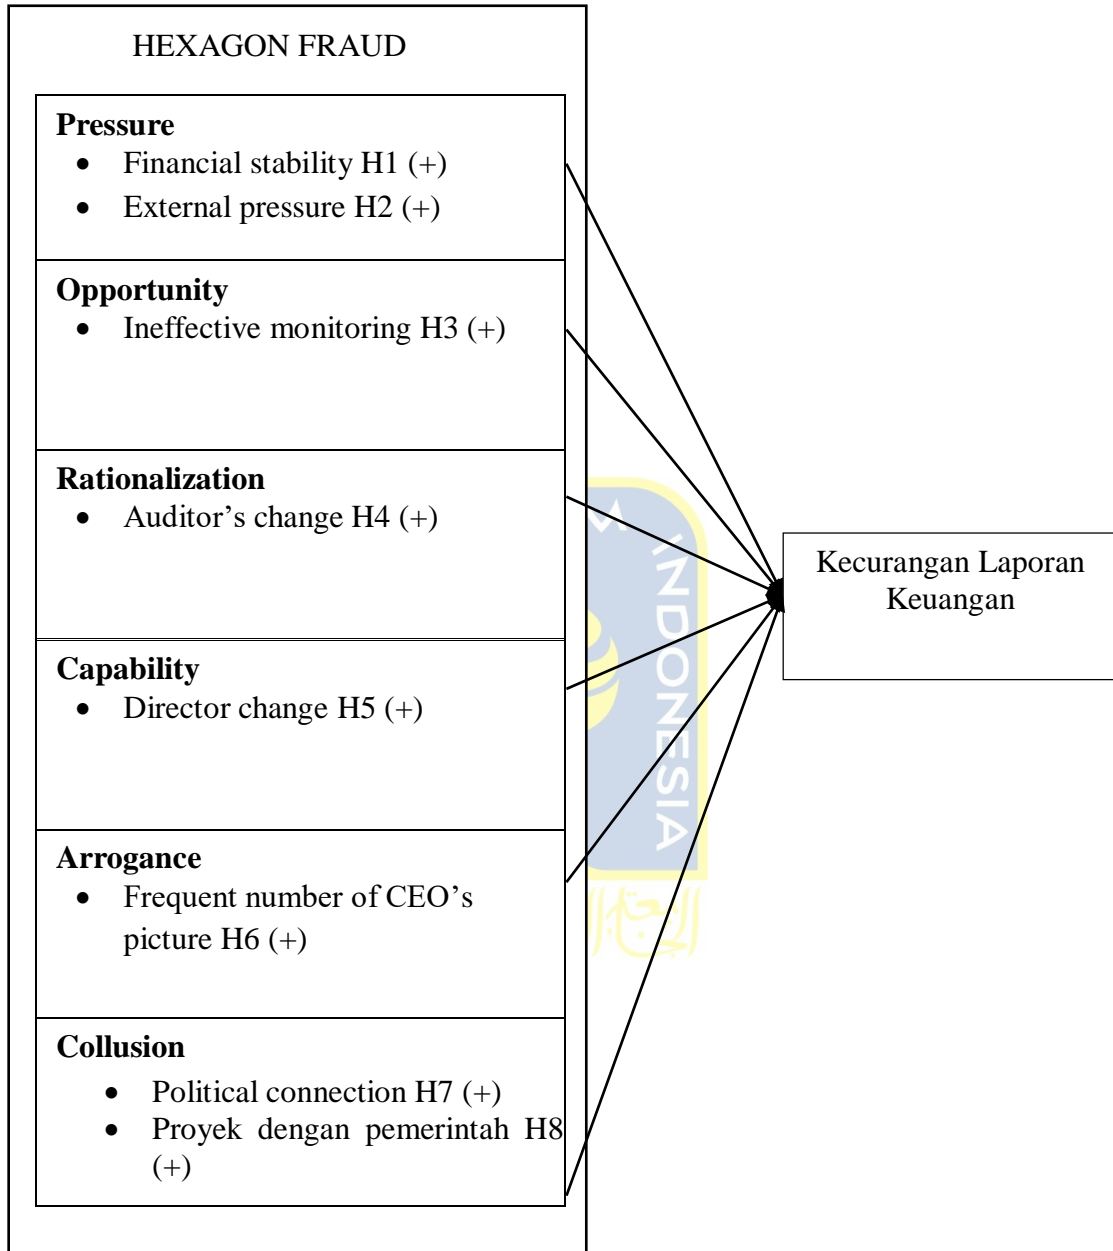 HEXAGON FRAUD
Pressure
• Financial stability H1 (+)
• External pressure H2 (+)
Opportunity
• Ineffective monitoring H3 (+)
Rationalization
• Auditor’s change H4 (+)
Capability
• Director change H5 (+)
Arrogance
• Frequent number of CEO’s
picture H6 (+)
Collusion
• Political connection H7 (+)
• Proyek dengan pemerintah H8
(+)
Kecurangan Laporan
Keuangan
INDONESIA